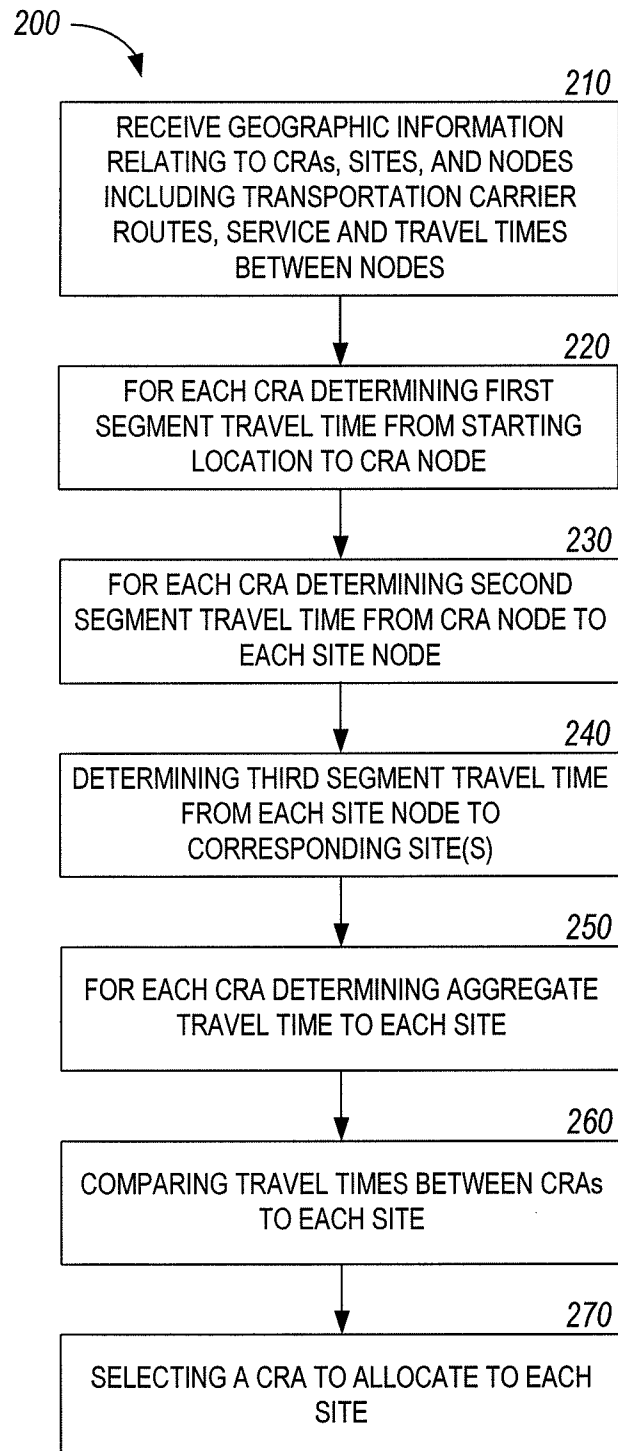 200
210
RECEIVE GEOGRAPHIC INFORMATION
RELATING TO CRAs, SITES, AND NODES
INCLUDING TRANSPORTATION CARRIER
ROUTES, SERVICE AND TRAVEL TIMES
BETWEEN NODES
220
FOR EACH CRA DETERMINING FIRST
SEGMENT TRAVEL TIME FROM STARTING
LOCATION TO CRA NODE
230
FOR EACH CRA DETERMINING SECOND
SEGMENT TRAVEL TIME FROM CRA NODE TO
EACH SITE NODE
240
DETERMINING THIRD SEGMENT TRAVEL TIME
FROM EACH SITE NODE TO
CORRESPONDING SITE(S)
250
FOR EACH CRA DETERMINING AGGREGATE
TRAVEL TIME TO EACH SITE
260
COMPARING TRAVEL TIMES BETWEEN CRAs
TO EACH SITE
270
SELECTING A CRA TO ALLOCATE TO EACH
SITE